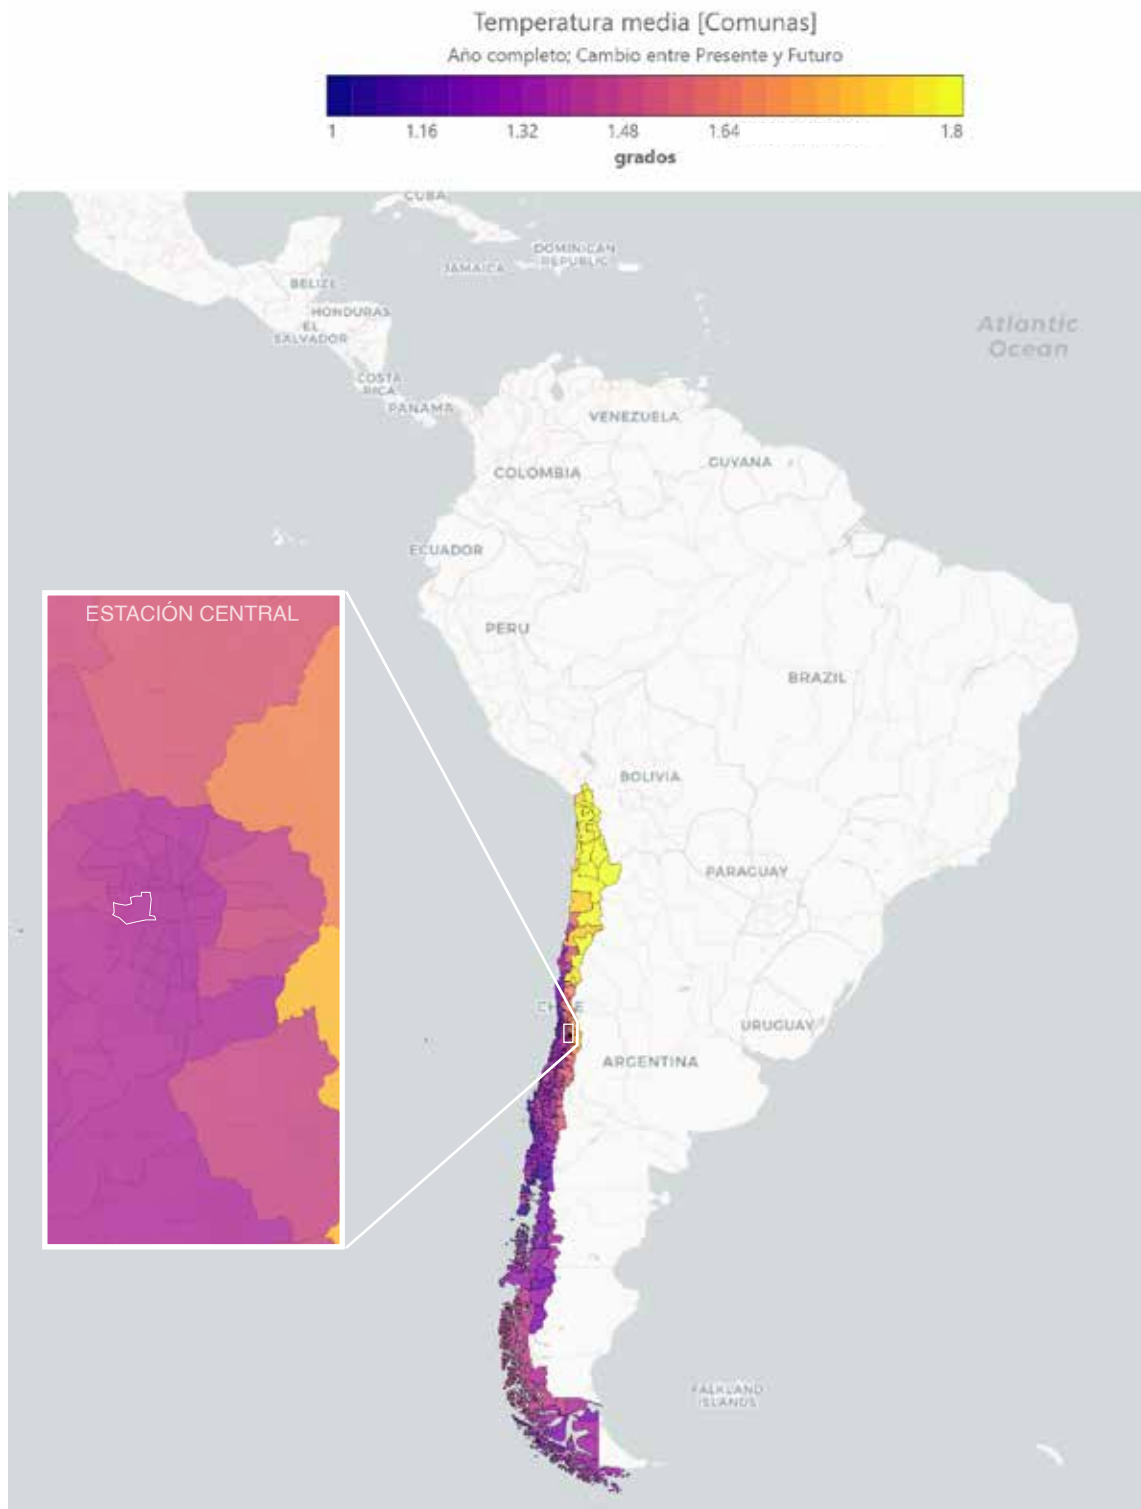 Temperatura media [Comunas]
Año completo; Cambio entre Presente y Futuro
1 1.16 1.32 1.48 1.64 1.8
grados
CUBA
DOMINICAN
REPUBLIC
JAMAICA
BELIZE
HONDURAS
EL
SALVADOR
Atlantic
Ocean
COSTA
RICA
PANAMA
VENEZUELA
GUYANA
COLOMBIA
ECUADOR
ESTACIÓN CENTRAL
PERU
BRAZIL
BOLIVIA
PARAGUAY
CHILE
URUGUAY
ARGENTINA
FALKLAND
ISLANDS